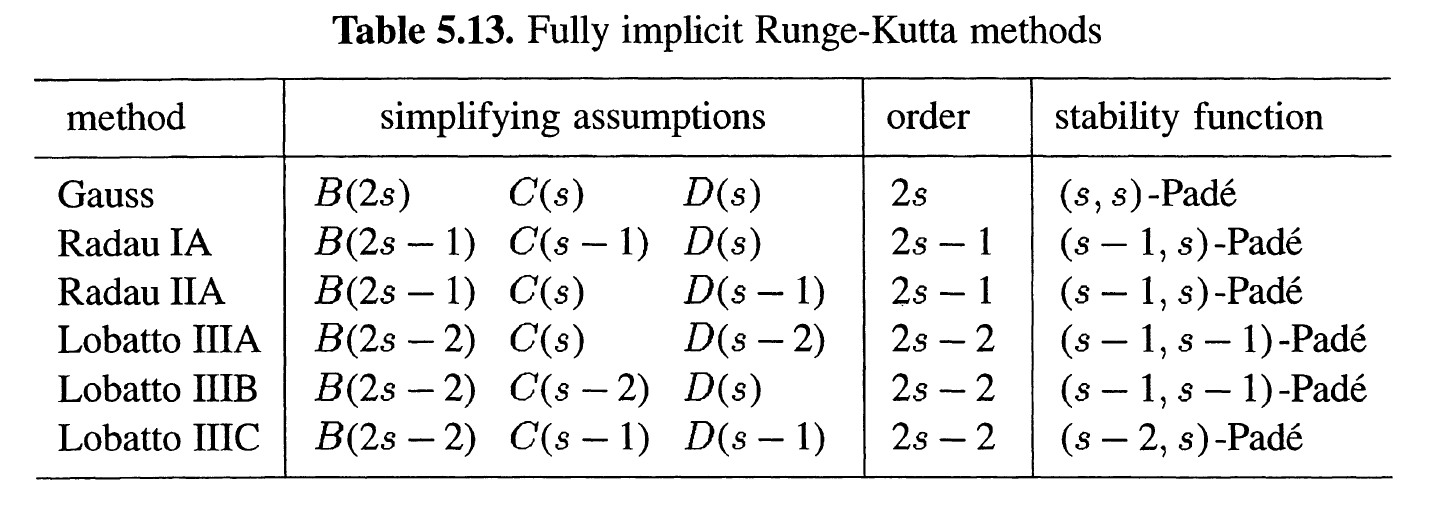 Table 5.13. Fully implicit Runge-Kutta methods
method simplifying assumptions order stability function
Gauss B(2s) C(s) D(s) 2s (s, s)-Padé
Radau IA B(2s − 1) C(s − 1) D(s) 2s − 1 (s − 1, s)-Padé
Radau IIA B(2s − 1) C(s) D(s − 1) 2s − 1 (s − 1, s)-Padé
Lobatto IIIA B(2s − 2) C(s) D(s − 2) 2s − 2 (s − 1, s − 1)-Padé
Lobatto IIIB B(2s − 2) C(s − 2) D(s) 2s − 2 (s − 1, s − 1)-Padé
Lobatto IIIC B(2s − 2) C(s − 1) D(s − 1) 2s − 2 (s − 2, s)-Padé